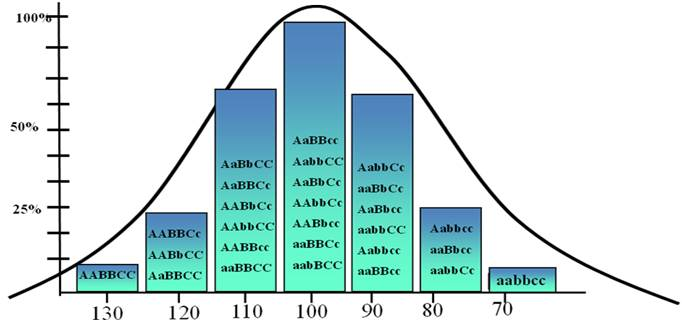 100%
50%
25%
AABBCC
AABBCc
AABbCC
AaBBCC
AaBbCC
AaBBCc
AABbCc
AAbbCC
AABBcc
aaBBCC
AaBBcc
AabbCC
AaBbCc
AAbbCc
AABbcc
aaBBCc
aabBCC
AabbCc
aaBbCc
AaBbcc
aabbCC
Aabbcc
aaBBcc
Aabbcc
aaBbcc
aabbCc
aabbcc
130 120 110 100 90 80 70